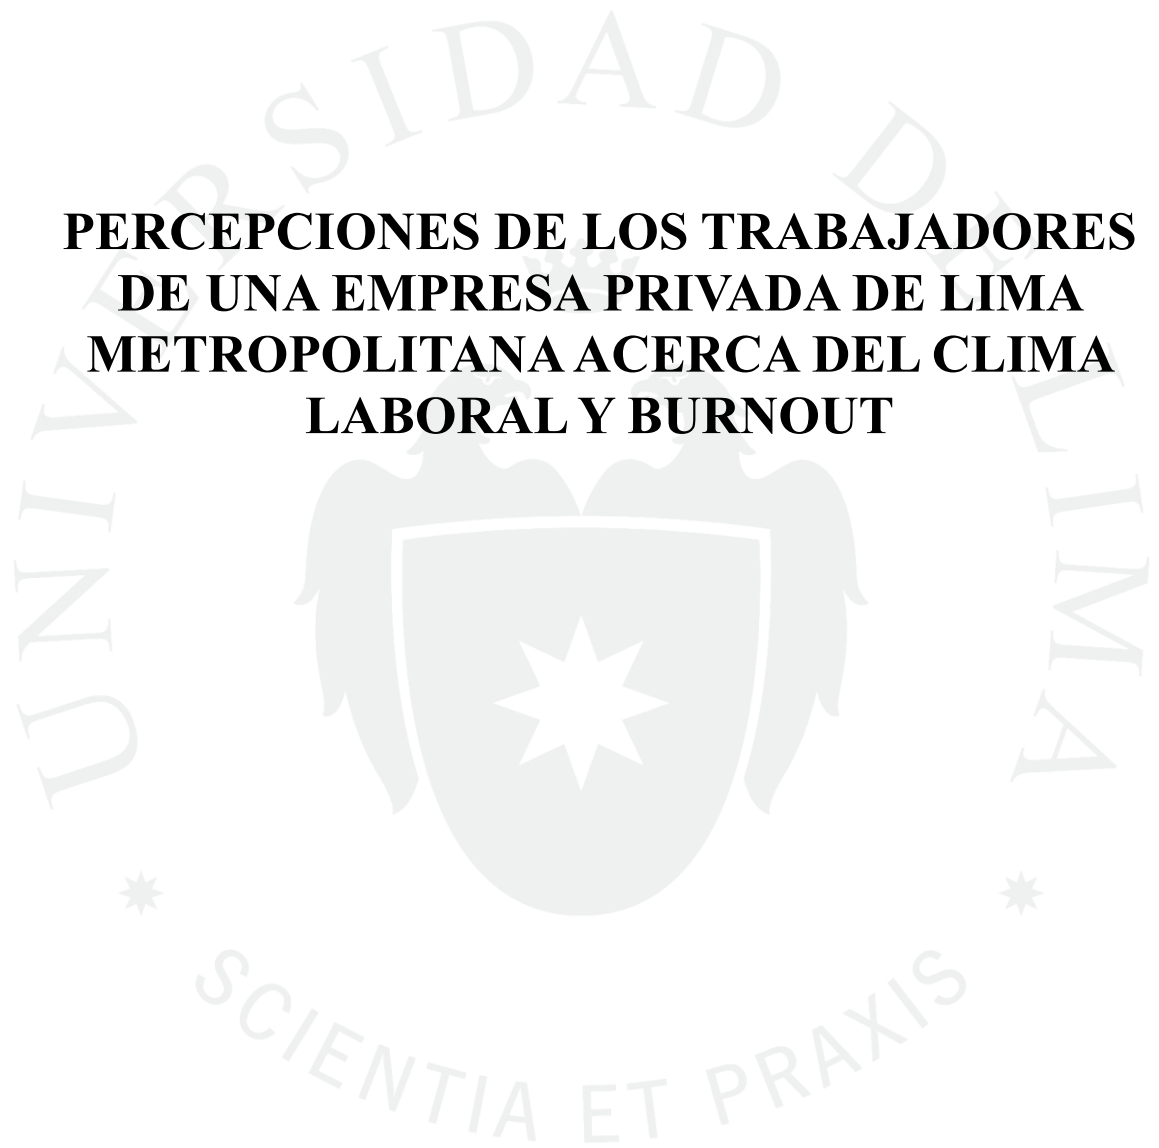 UNIVERSIDAD DE LIMA
PERCEPCIONES DE LOS TRABAJADORES
DE UNA EMPRESA PRIVADA DE LIMA
METROPOLITANA ACERCA DEL CLIMA
LABORAL Y BURNOUT
SCIENTIA ET PRAXIS